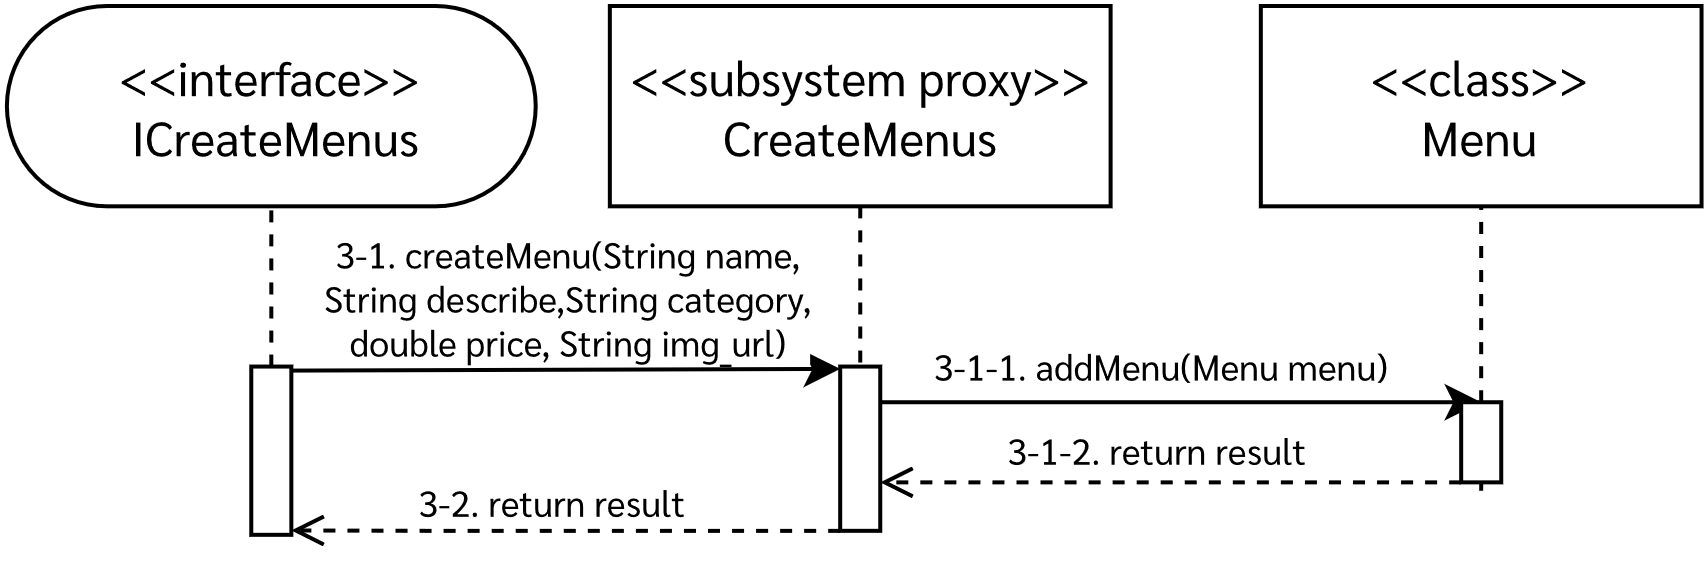 <<interface>>
ICreateMenus
<<subsystem proxy>>
CreateMenus
<<class>>
Menu
3-1. createMenu(String name,
String describe,String category,
double price, String img_url)
3-1-1. addMenu(Menu menu)
3-1-2. return result
3-2. return result